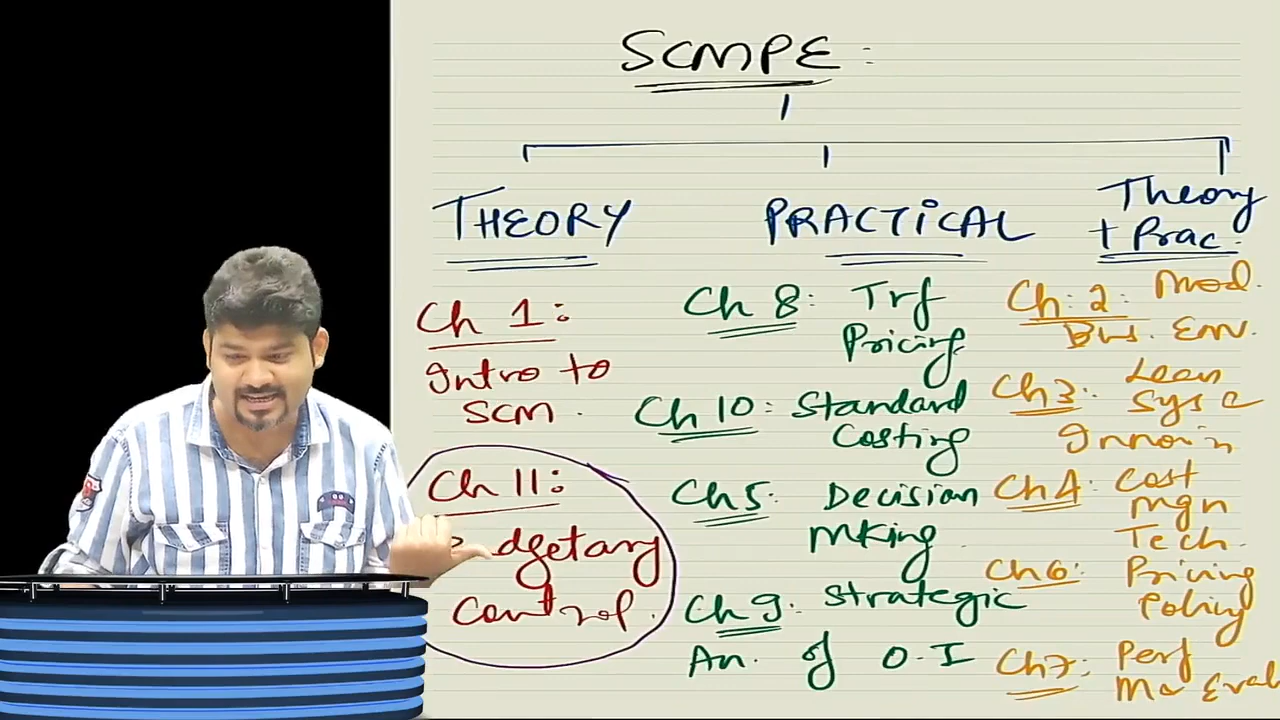 SCMPE:
THEORY
Ch 1:
Intro to
SCM.
Ch 11:
dgetary
Control.
PRACTICAL
Ch 8: Trf
Pricing
Ch 10: Standard
Costing
Ch 5: Decision
Mking
Ch 9: Strategic
An. of O.I
Theory
+ Prac.
Ch: 2: Mod.
Bus. Env.
Ch 3: Lean
Sys &
Innov'n
Ch 4: Cost
Mgn
Tech.
Ch 6: Pricing
Policy
Ch 7: Perf
Eval